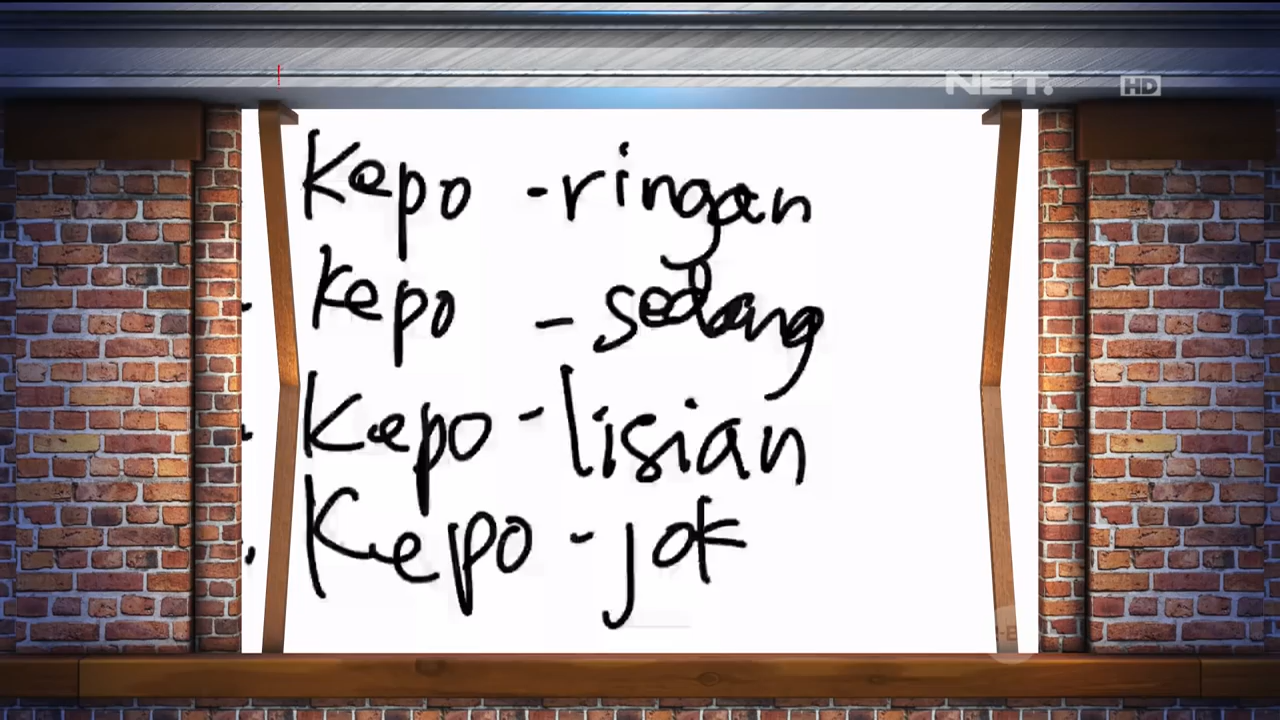 NET. HD
Kepo -ringan
Kepo - sedang
Kepo - lisian
Kepo - jok